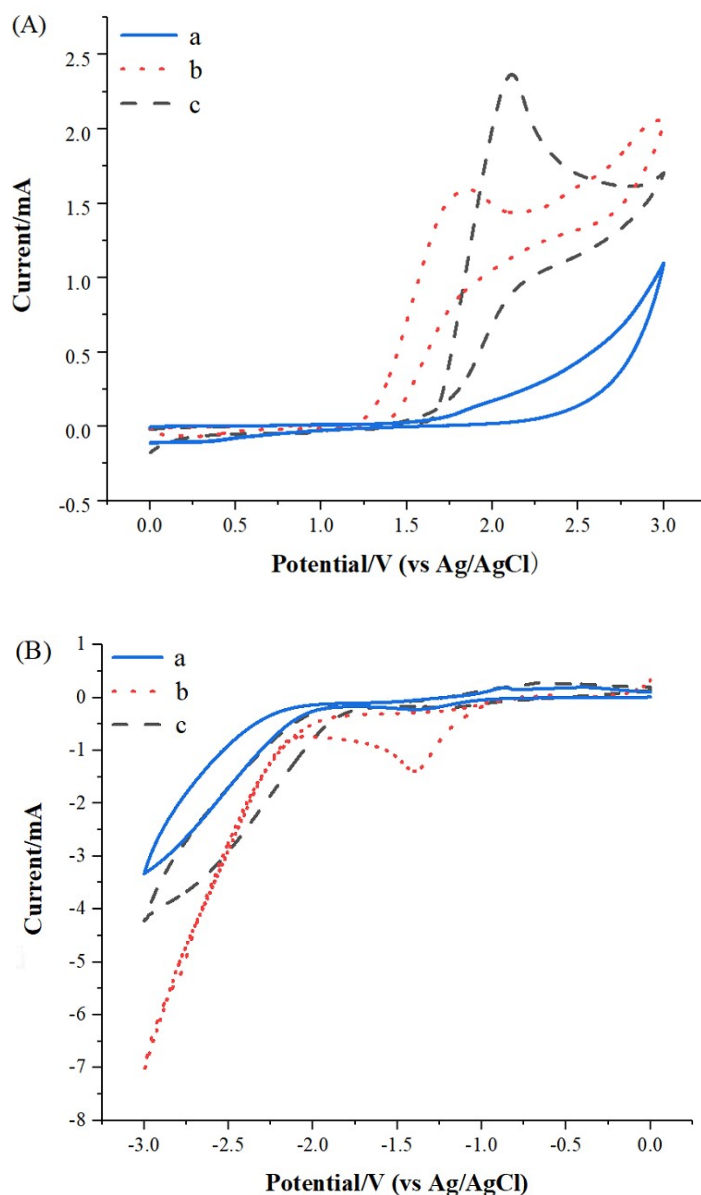 (A)
a
b
c
2.5
2.0
1.5
1.0
0.5
0.0
-0.5
Current/mA
0.0 0.5 1.0 1.5 2.0 2.5 3.0
Potential/V (vs Ag/AgCl）
(B)
a
b
c
1
0
-1
-2
-3
-4
-5
-6
-7
-8
Current/mA
-3.0 -2.5 -2.0 -1.5 -1.0 -0.5 0.0
Potential/V (vs Ag/AgCl)